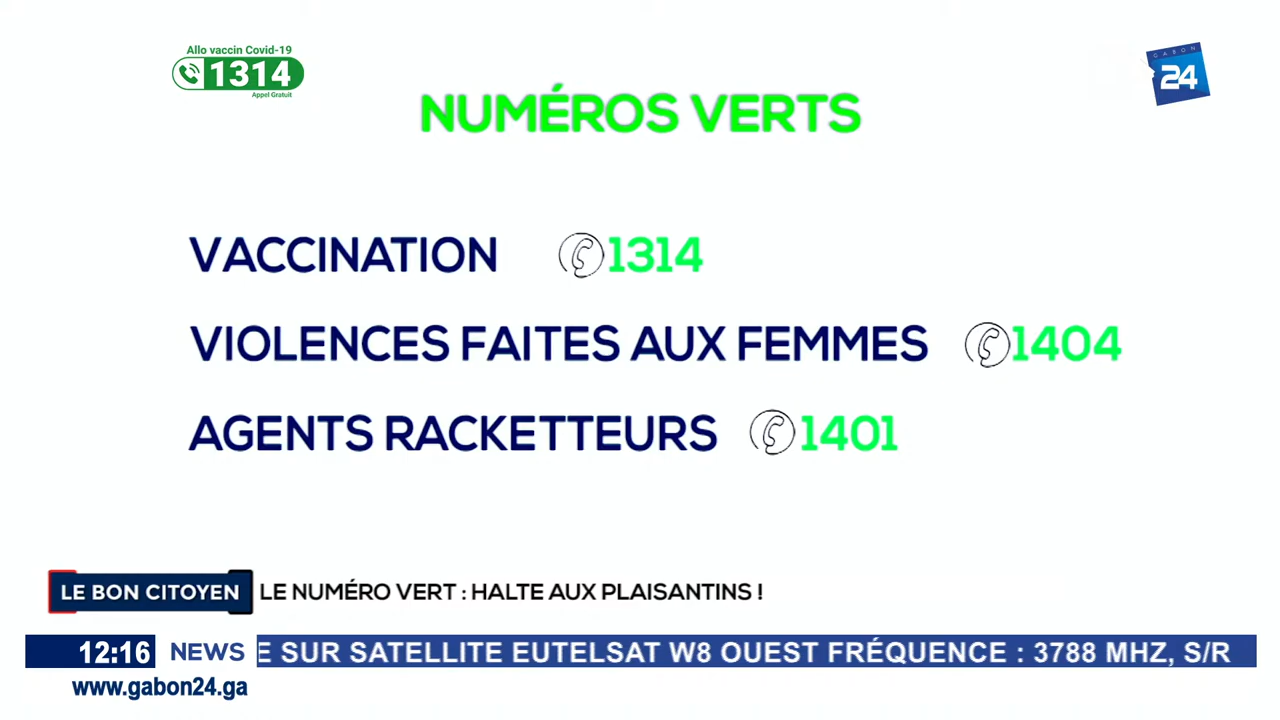 Allo vaccin Covid-19
1314
Appel Gratuit
GABON
24
NUMÉROS VERTS
VACCINATION 1314
VIOLENCES FAITES AUX FEMMES 1404
AGENTS RACKETTEURS 1401
LE BON CITOYEN LE NUMÉRO VERT : HALTE AUX PLAISANTINS !
12:16 NEWS E SUR SATELLITE EUTELSAT W8 OUEST FRÉQUENCE : 3788 MHZ, S/R
www.gabon24.ga